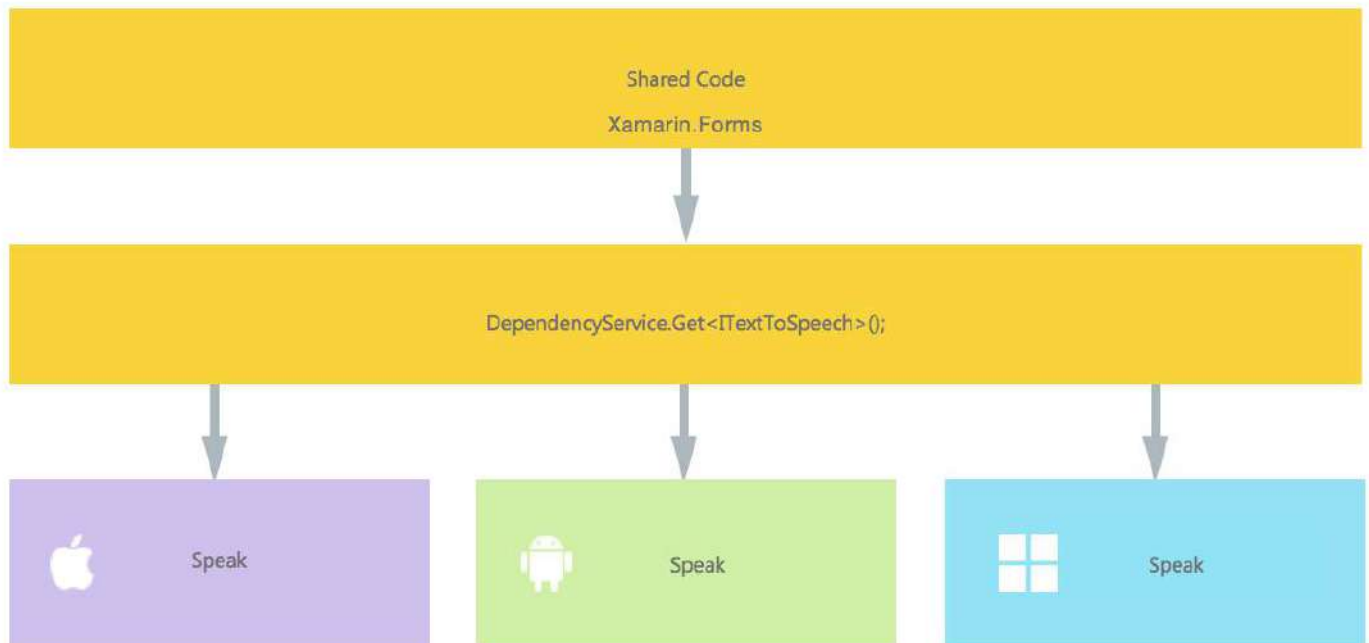 Shared Code
Xamarin.Forms
DependencyService.Get<ITextToSpeech>();
Speak
Speak
Speak